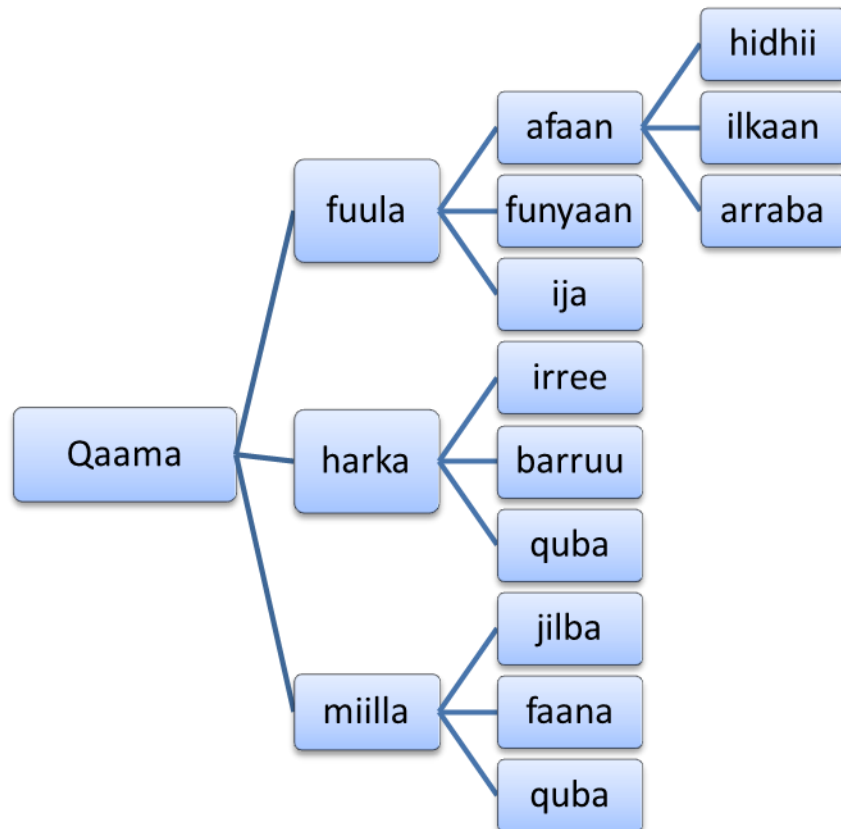 Qaama
fuula
afaan
hidhii
ilkaan
arraba
funyaan
ija
harka
irree
barruu
quba
miilla
jilba
faana
quba